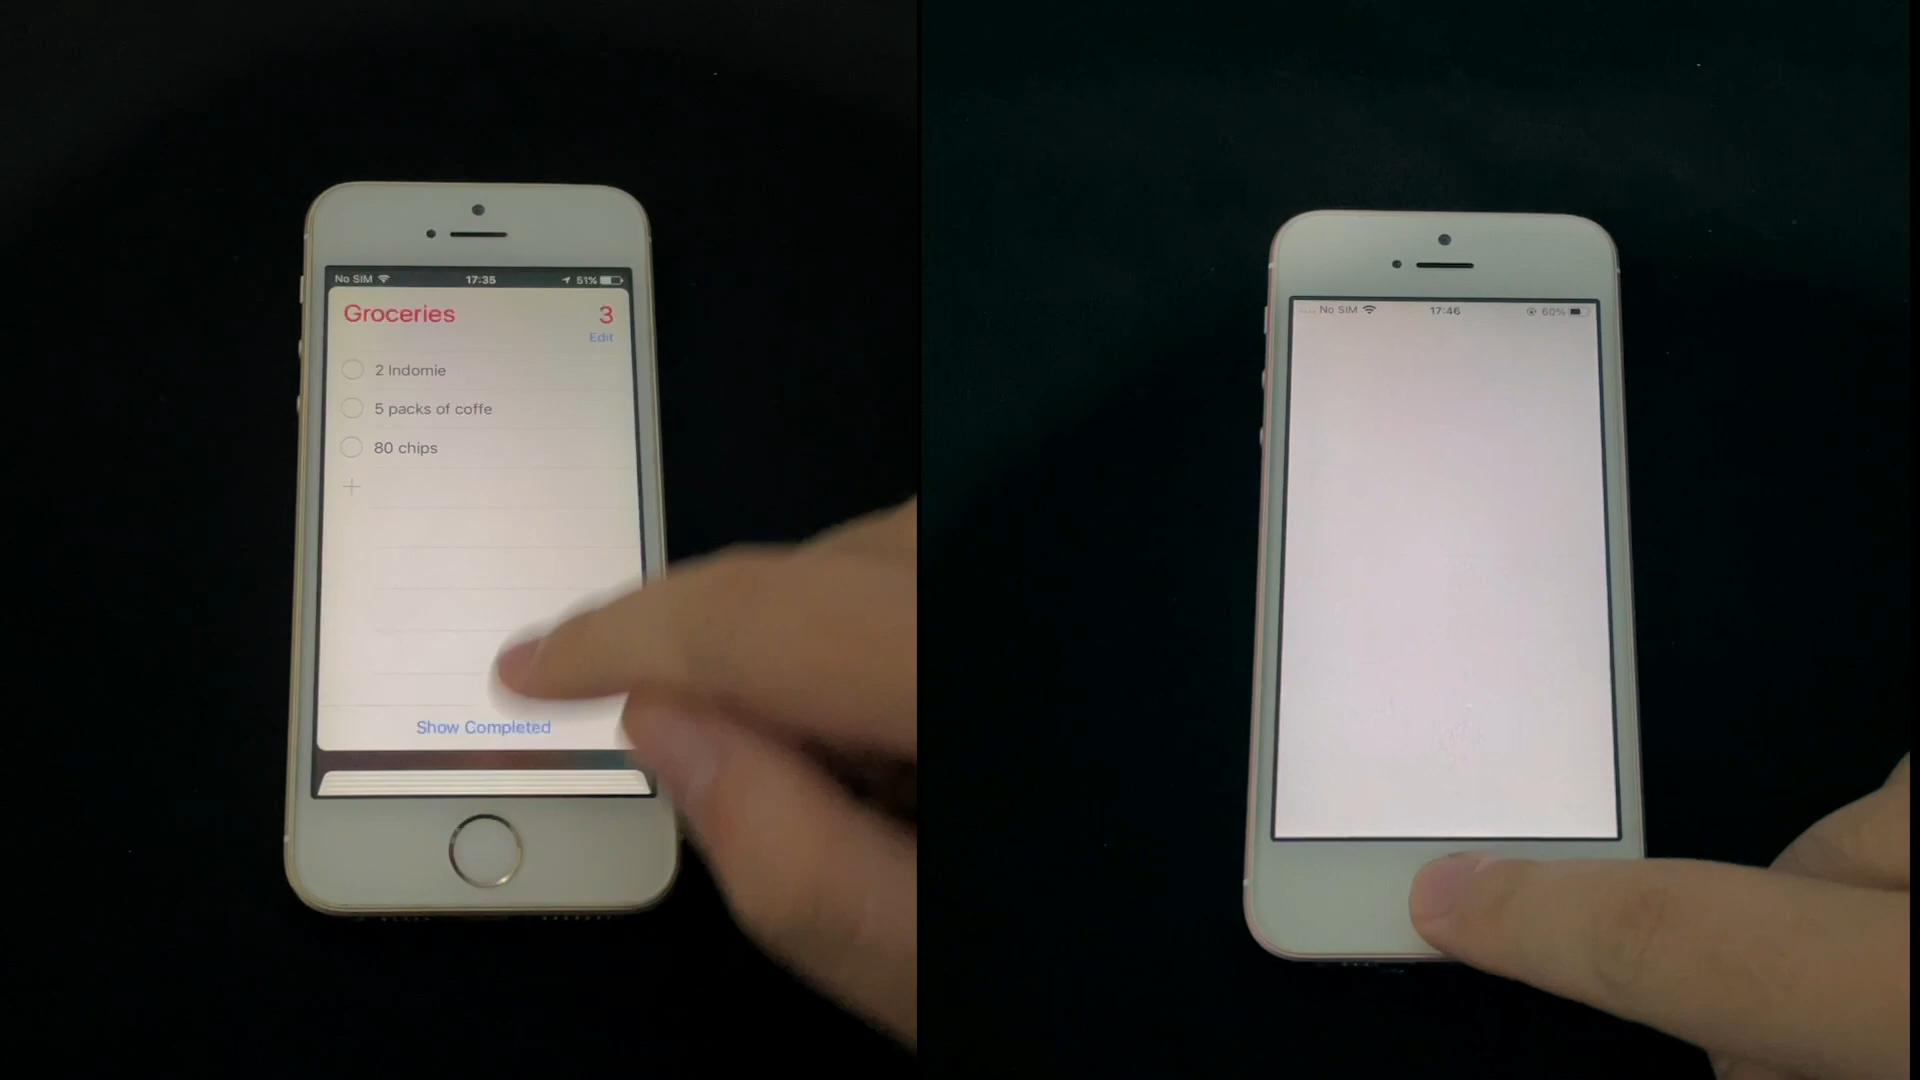 No SIM 17:35 51%
Groceries 3
Edit
2 Indomie
5 packs of coffe
80 chips
Show Completed
No SIM 17:46 60%